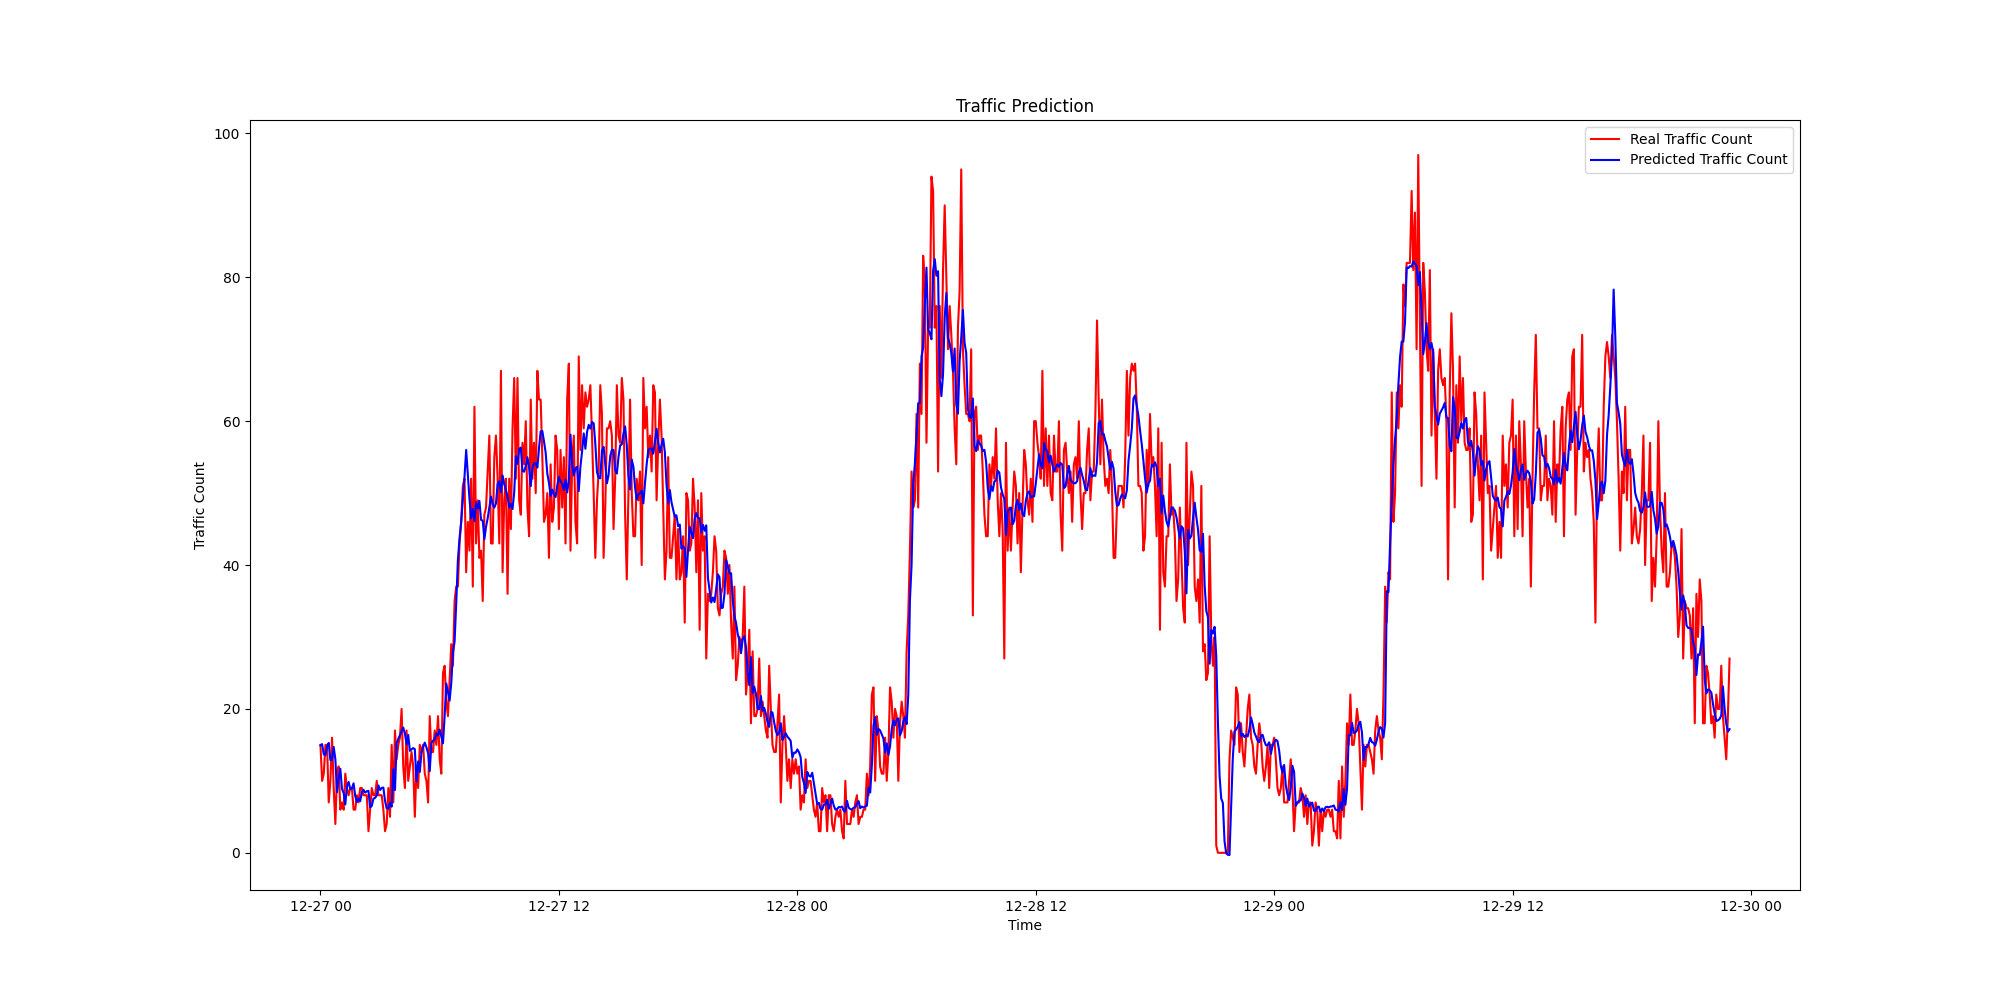 Traffic Prediction
Real Traffic Count
Predicted Traffic Count
Traffic Count
100
80
60
40
20
0
12-27 00
12-27 12
12-28 00
12-28 12
12-29 00
12-29 12
12-30 00
Time